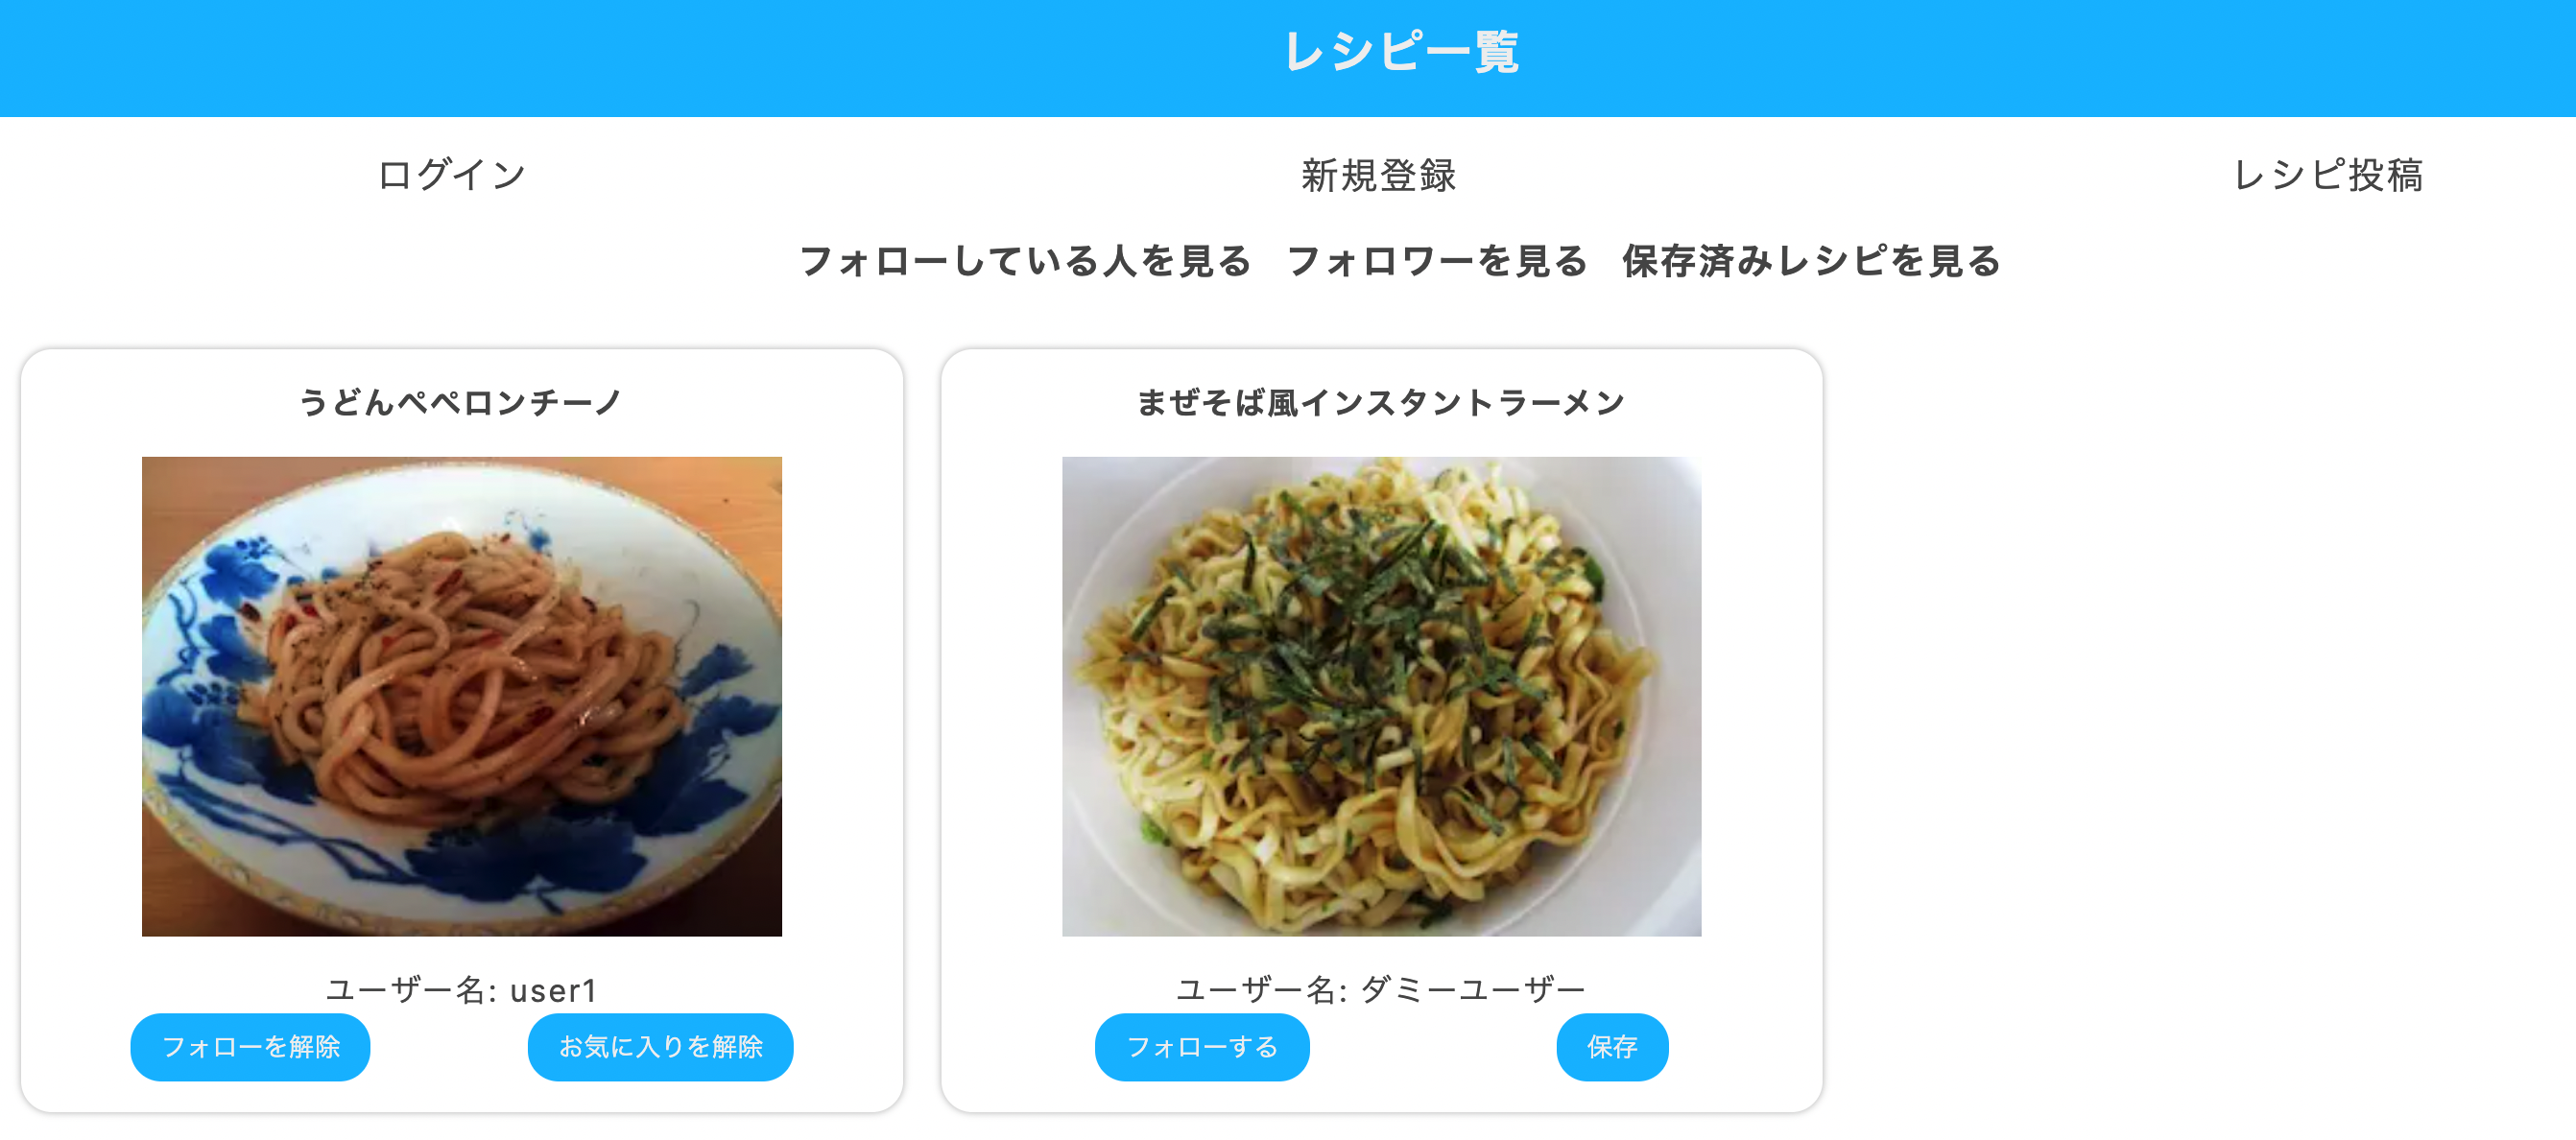 レシピ一覧
ログイン 新規登録 レシピ投稿
フォローしている人を見る フォロワーを見る 保存済みレシピを見る
うどんペペロンチーノ
ユーザー名: user1
フォローを解除 お気に入りを解除
まぜそば風インスタントラーメン
ユーザー名: ダミーユーザー
フォローする 保存